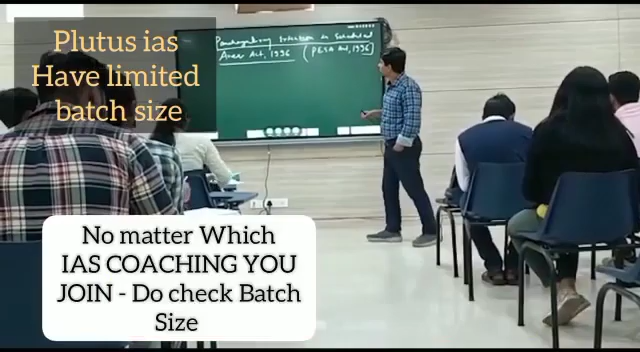 Plutus ias
Have limited
batch size
Area Act, 1996 (PESA Act, 1996)
No matter Which
IAS COACHING YOU
JOIN - Do check Batch
Size